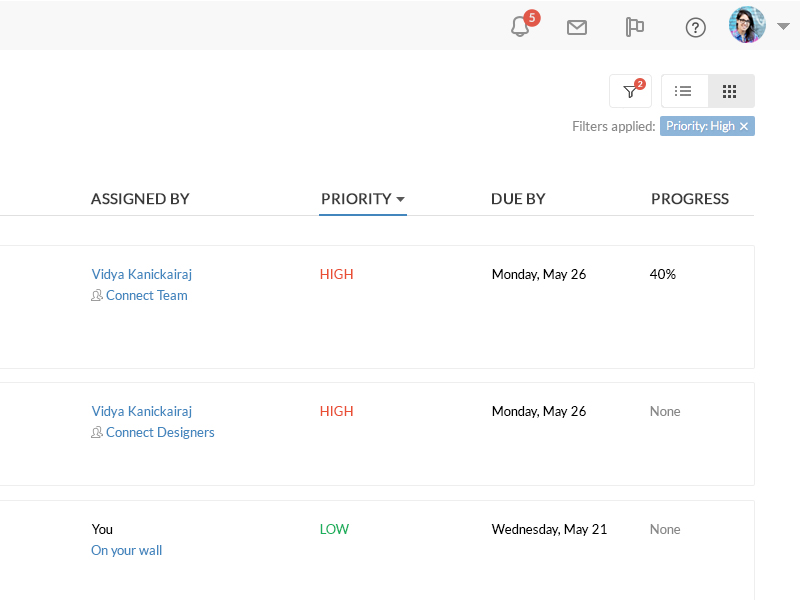 5
2
Filters applied: Priority: High ×
ASSIGNED BY PRIORITY DUE BY PROGRESS
Vidya Kanickairaj HIGH Monday, May 26 40%
Connect Team
Vidya Kanickairaj HIGH Monday, May 26 None
Connect Designers
You LOW Wednesday, May 21 None
On your wall